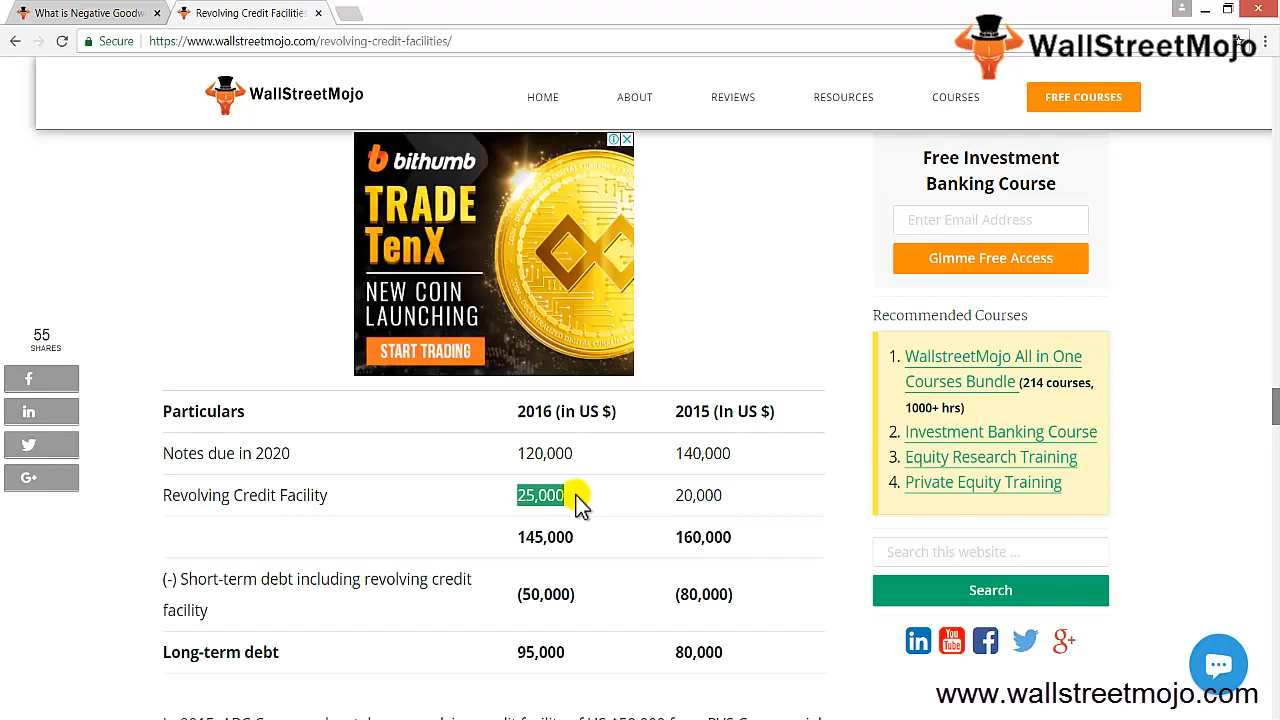 What is Negative Goodw
Revolving Credit Facilitie
Secure
https://www.wallstreetmojo.com/revolving-credit-facilities/
WallStreetMojo
WallStreetMojo
HOME
ABOUT
REVIEWS
RESOURCES
COURSES
FREE COURSES
bithumb
TRADE
TenX
NEW COIN
LAUNCHING
START TRADING
Free Investment
Banking Course
Enter Email Address
Gimme Free Access
Recommended Courses
1. WallstreetMojo All in One
Courses Bundle (214 courses,
1000+ hrs)
2. Investment Banking Course
3. Equity Research Training
4. Private Equity Training
Search this website ...
Search
55
SHARES
Particulars 2016 (in US $) 2015 (In US $)
Notes due in 2020 120,000 140,000
Revolving Credit Facility 25,000 20,000
145,000 160,000
(-) Short-term debt including revolving credit
facility (50,000) (80,000)
Long-term debt 95,000 80,000
www.wallstreetmojo.com